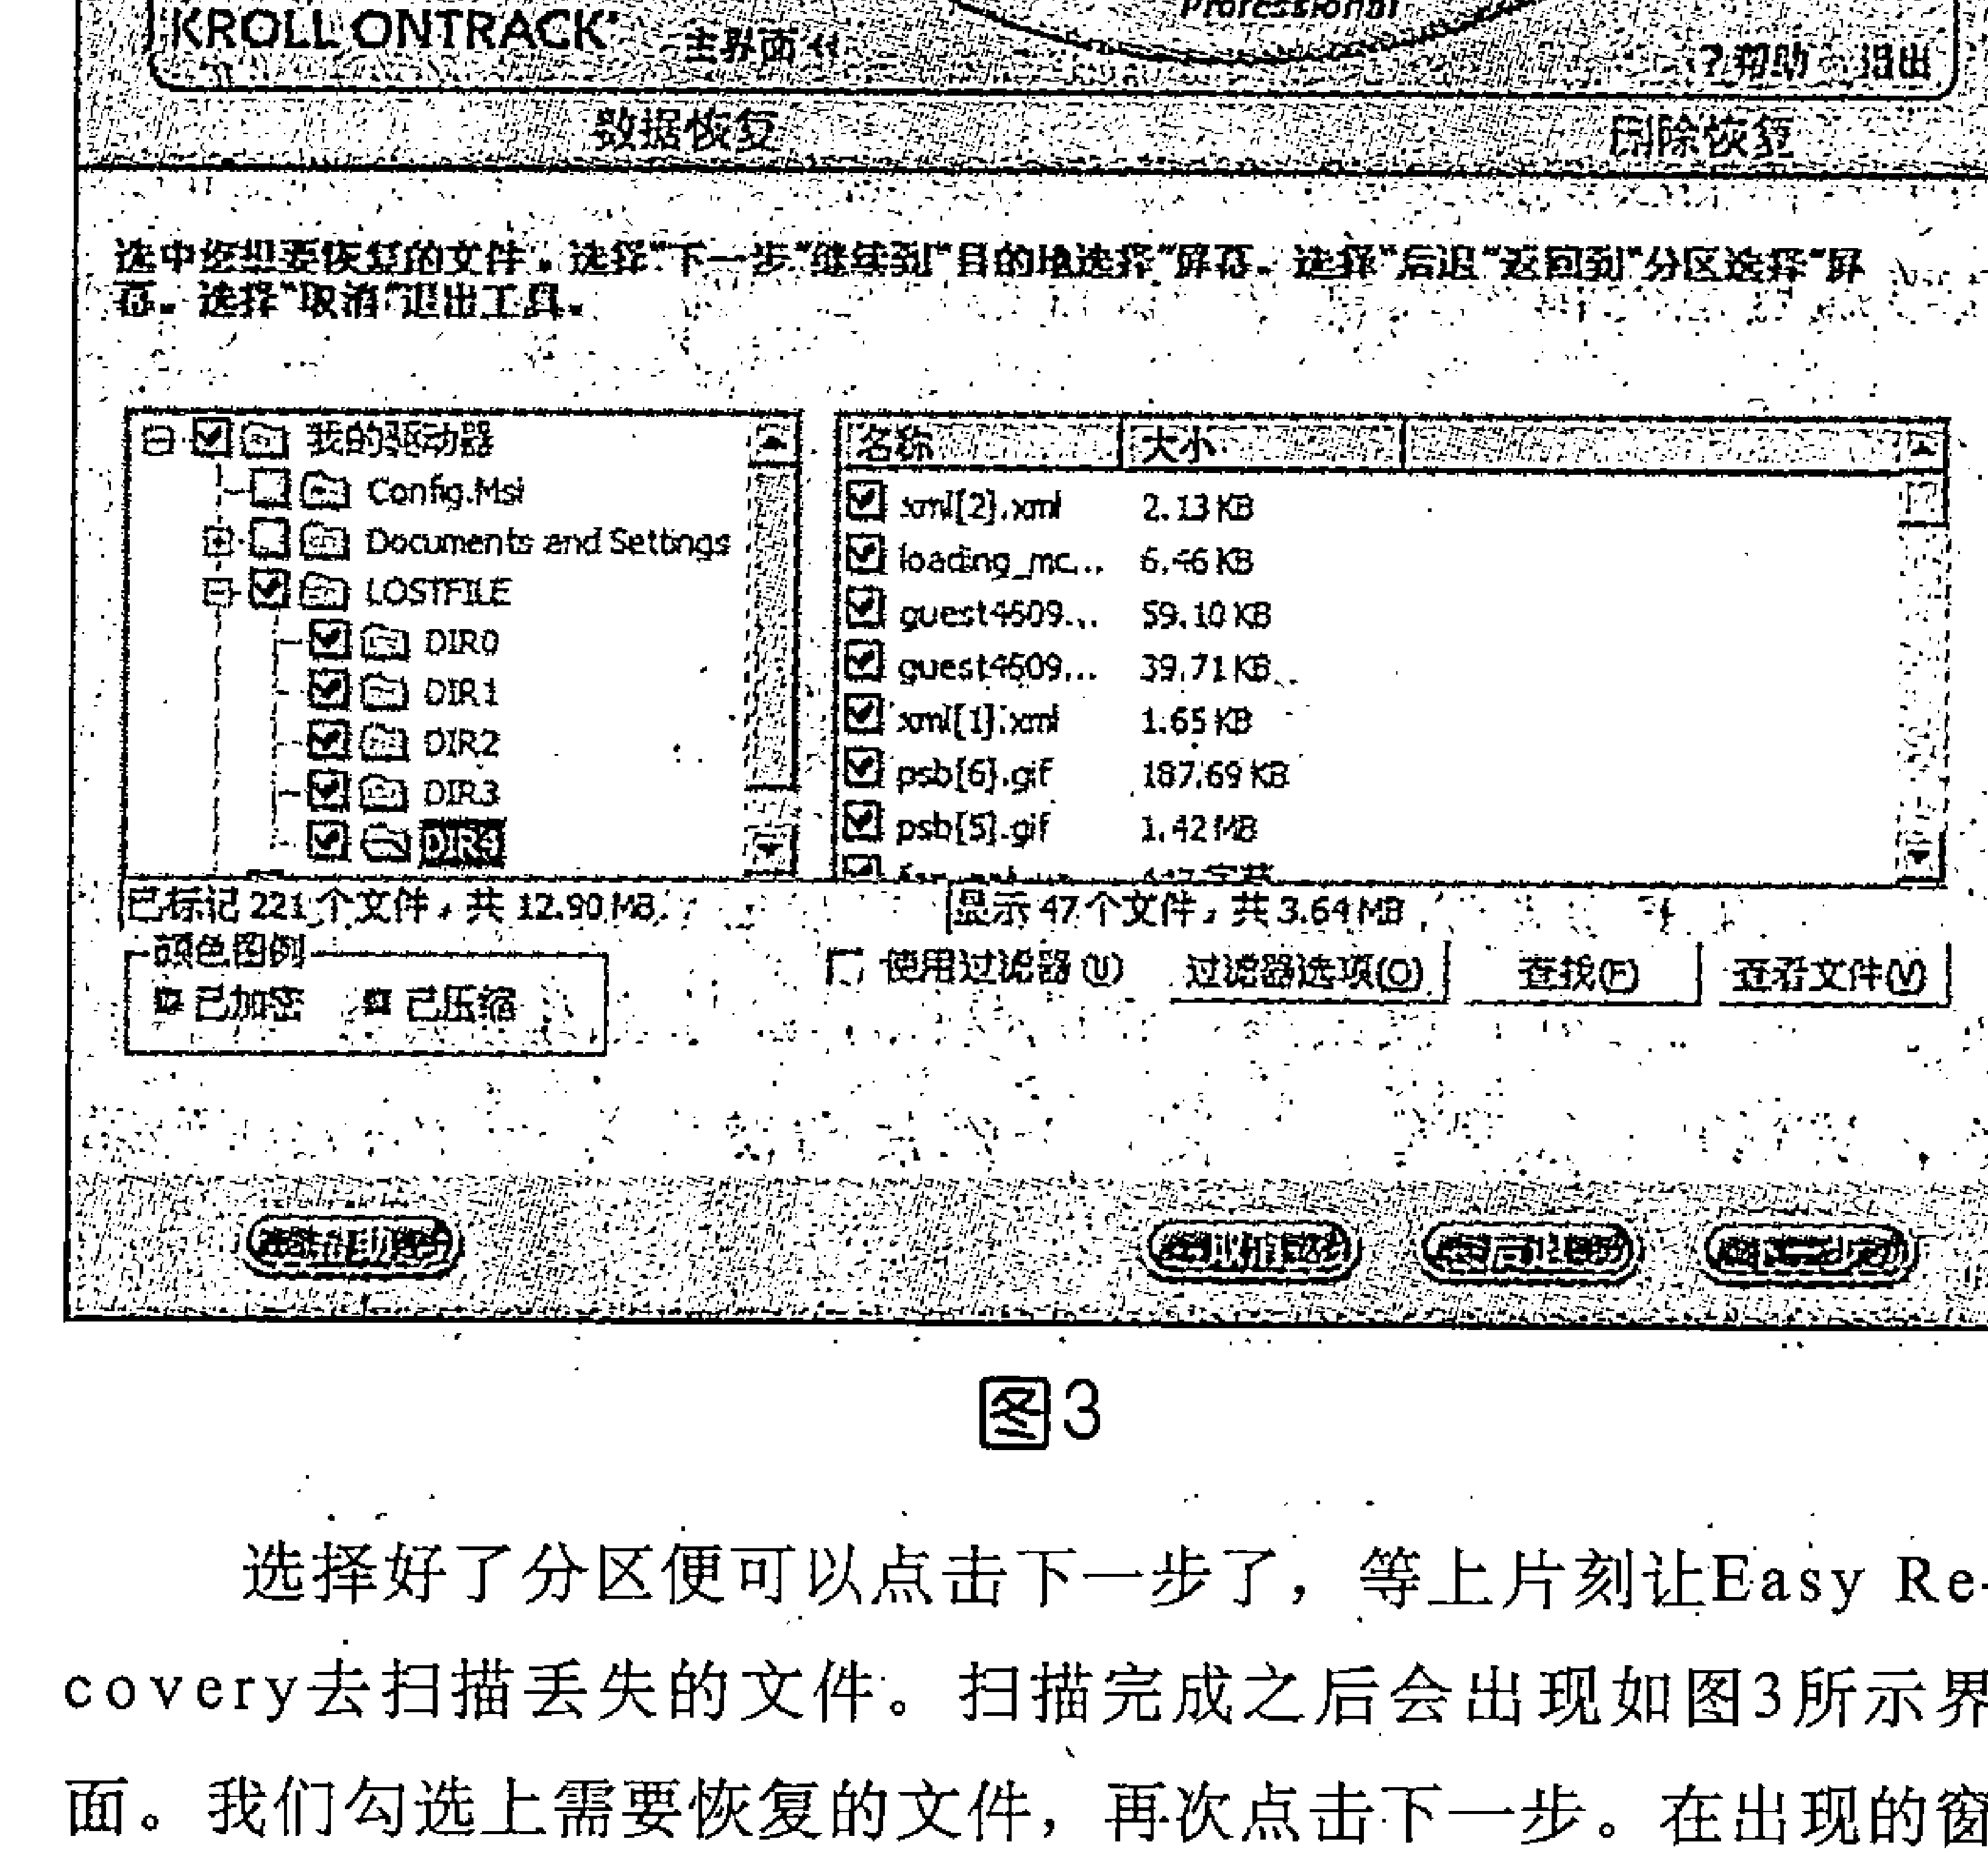 Professional
KROLL ONTRACK
主界面 <<
? 帮助 退出
数据恢复
删除恢复
选中您想要恢复的文件。选择"下一步"继续到"目的地选择"屏幕。选择"后退"返回到"分区选择"屏
幕。选择"取消"退出工具。
我的驱动器
Config.Msi
Documents and Settings
LOSTFILE
DIR0
DIR1
DIR2
DIR3
DIR4
名称 大小
xml[2].xml 2.13 KB
loading_mc... 6.46 KB
guest4609... 59.10 KB
guest4609... 39.71 KB
xml[1].xml 1.65 KB
psb[6].gif 187.69 KB
psb[5].gif 1.42 MB
已标记 221 个文件，共 12.90 MB
显示 47 个文件，共 3.64 MB
颜色图例
已加密 已压缩
使用过滤器(U) 过滤器选项(O) 查找(F) 查看文件(V)
帮助 取消 后退 下一步
图3
选择好了分区便可以点击下一步了，等上片刻让Easy Re-
covery去扫描丢失的文件。扫描完成之后会出现如图3所示界
面。我们勾选上需要恢复的文件，再次点击下一步。在出现的窗